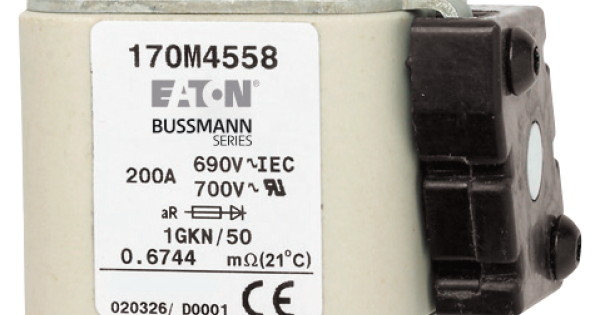 170M4558
EATON®
BUSSMANN
SERIES
200A
690V~IEC
700V~
aR
1GKN/50
0.6744 mΩ(21°C)
020326/ D0001 CE